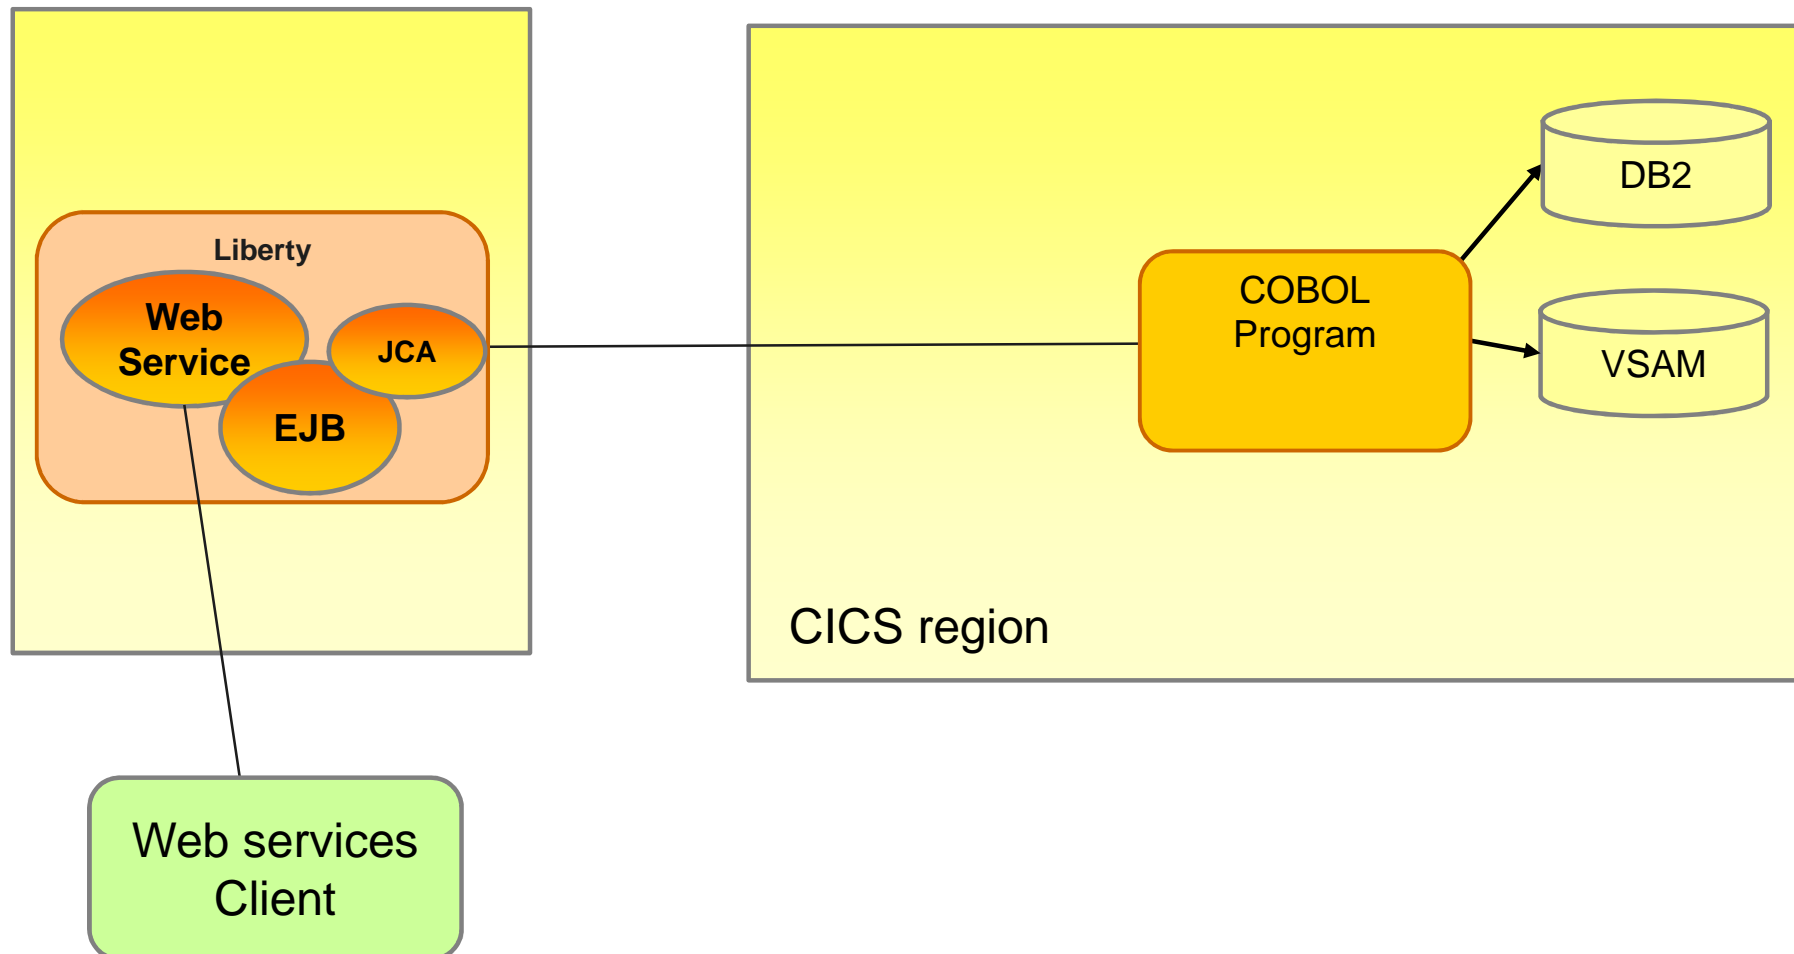 Liberty
Web
Service
JCA
EJB
COBOL
Program
DB2
VSAM
CICS region
Web services
Client